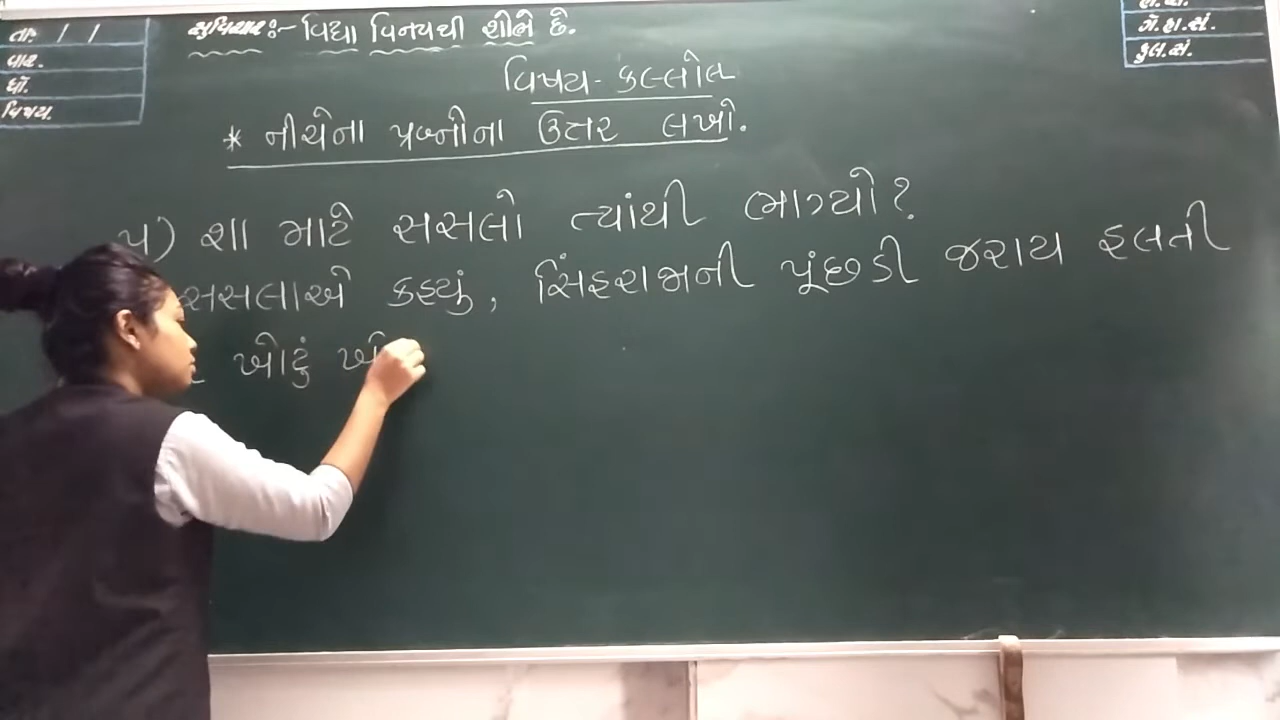 તા. / /
વાર.
ધો.
વિષય.
સુવિચાર:- વિદ્યા વિનયથી શોભે છે.
ગે.હા.સં.
કુલ.સં.
વિષય - કલ્લોલ
* નીચેના પ્રશ્નોના ઉત્તર લખો.
૫) શા માટે સસલો ત્યાંથી ભાગ્યો?
સસલાએ કહ્યું, સિંહરાજાની પૂંછડી જરાય હલતી
ખોટું